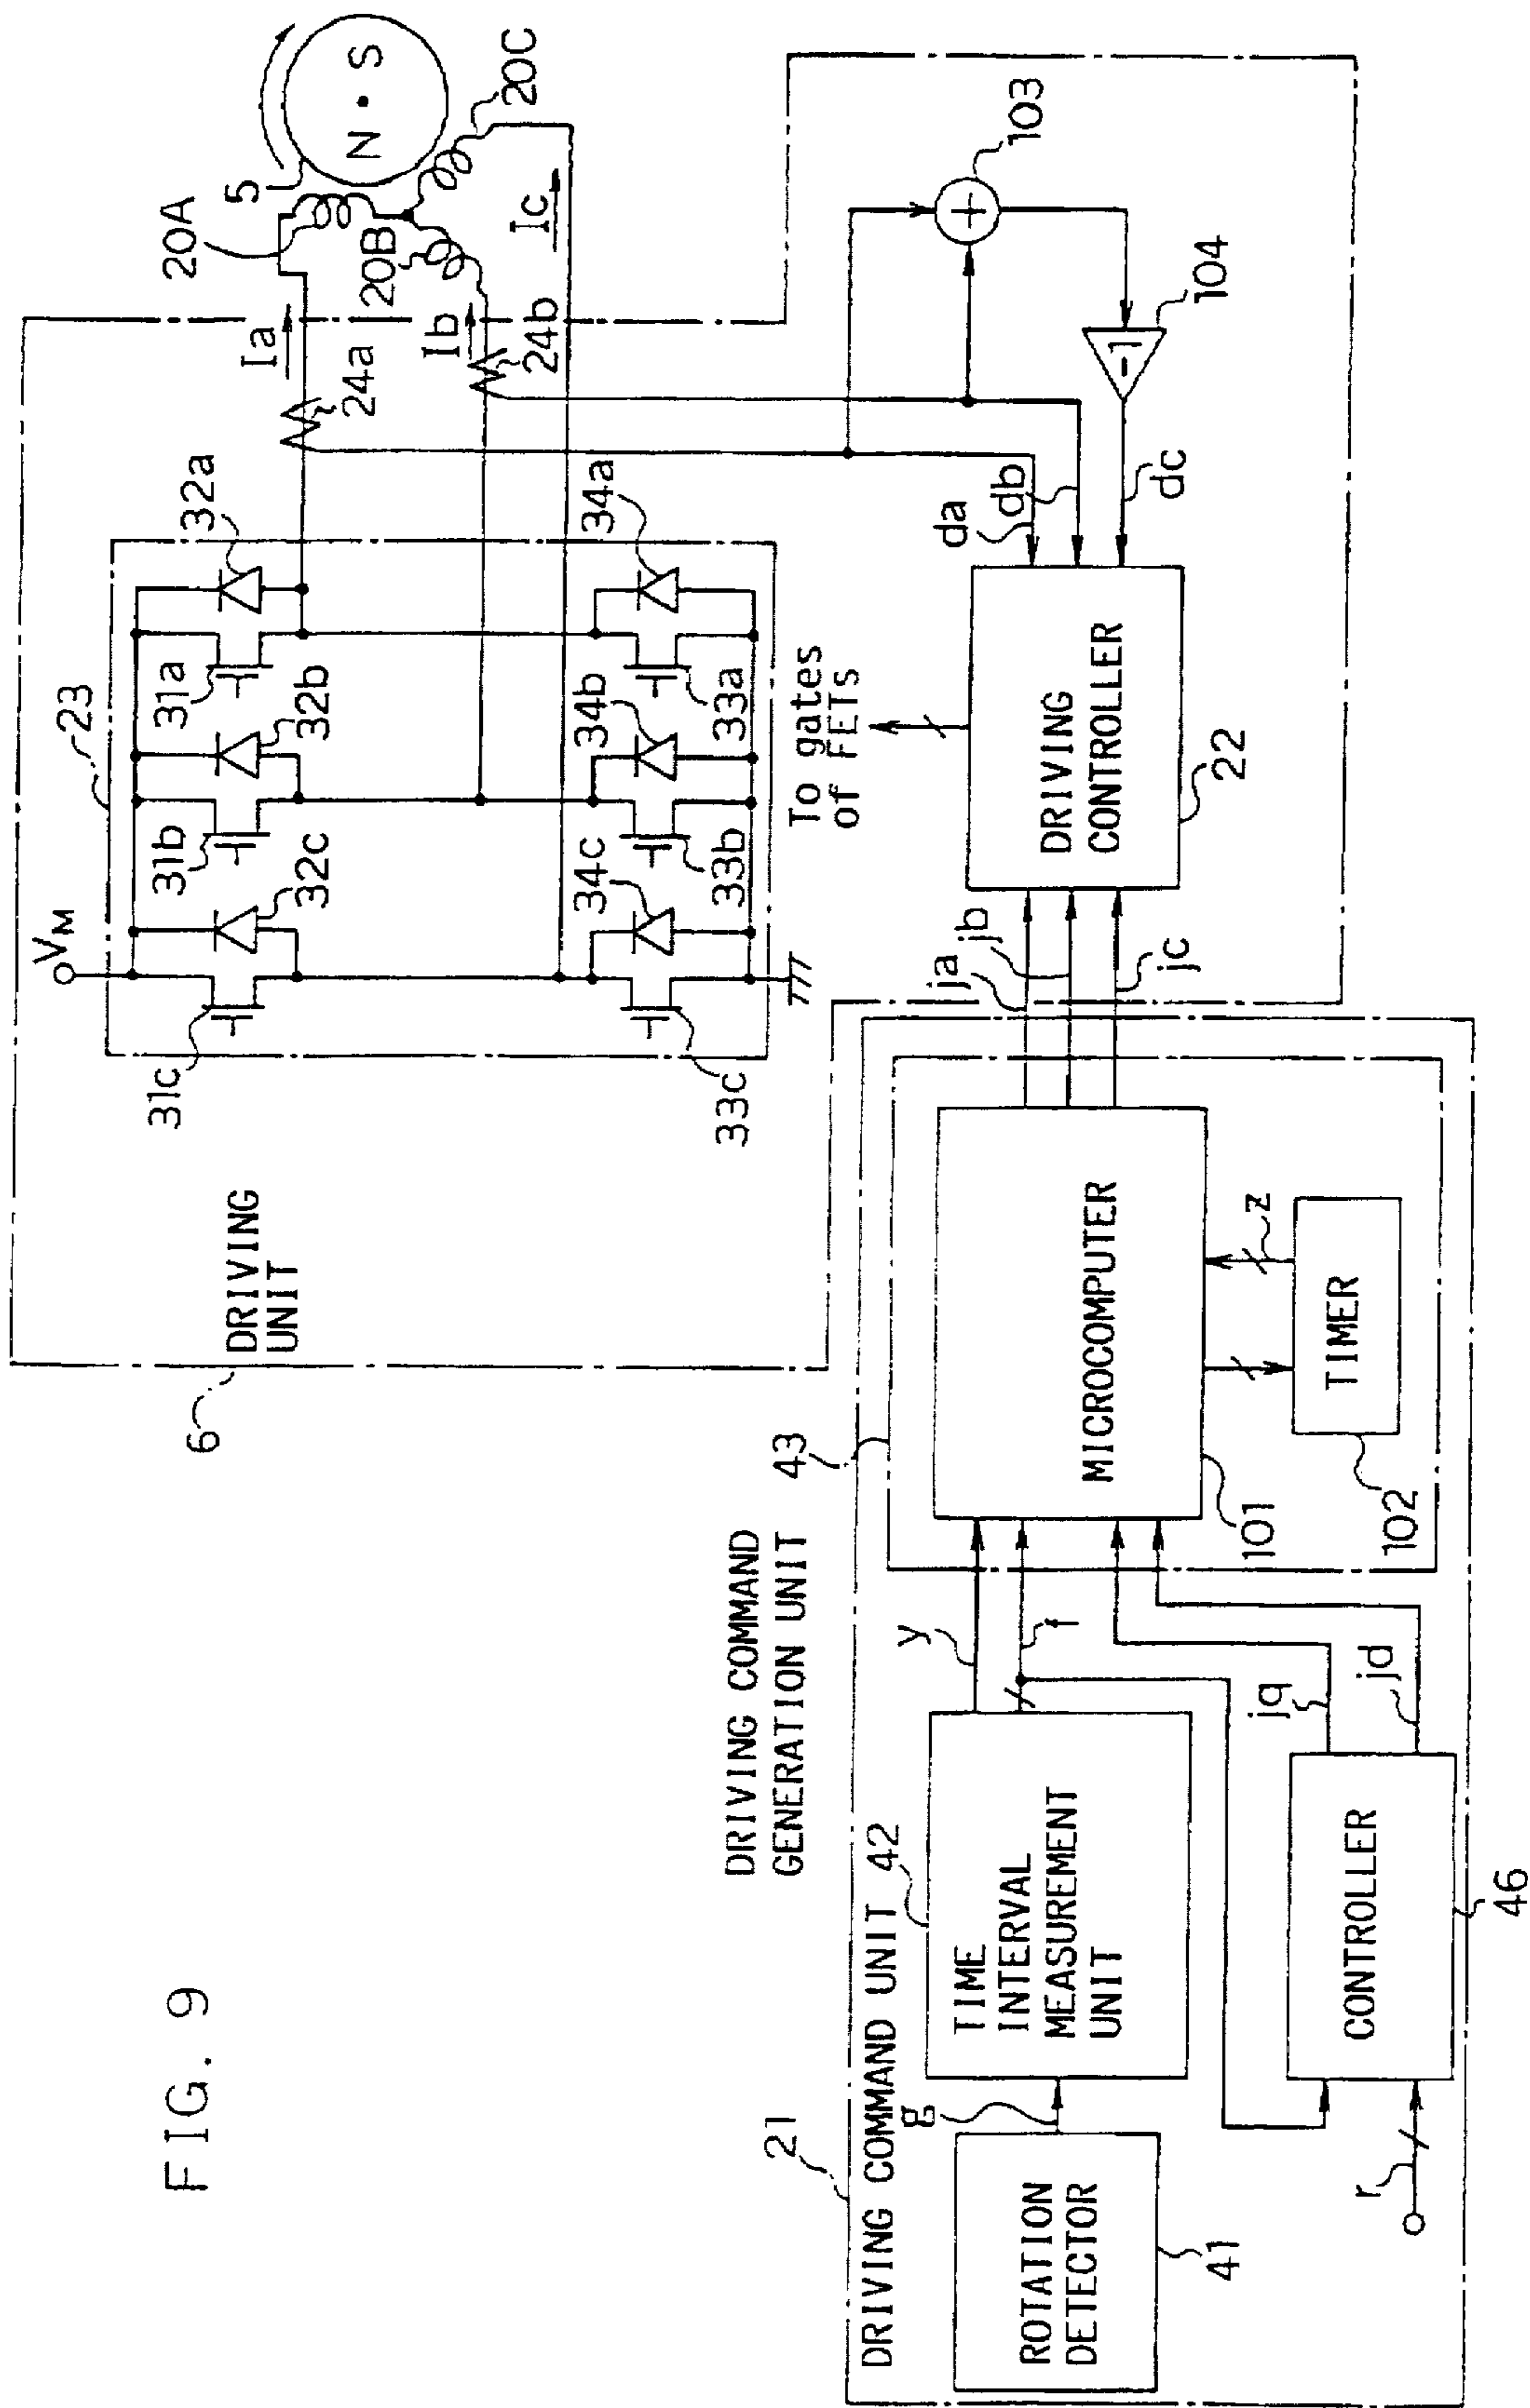 FIG. 9
6
DRIVING
UNIT
23
VM
31c
32c
31b
32b
31a
32a
33c
34c
33b
34b
33a
34a
Ia
24a
Ib
24b
Ic
20A
20B
20C
5
N
S
To gates
of FETs
DRIVING
CONTROLLER
22
da
db
dc
103
+
104
-1
ja
jb
jc
21
DRIVING COMMAND UNIT
DRIVING COMMAND
GENERATION UNIT
43
ROTATION
DETECTOR
41
g
42
TIME
INTERVAL
MEASUREMENT
UNIT
y
f
MICROCOMPUTER
101
z
TIMER
102
r
CONTROLLER
46
jq
jd